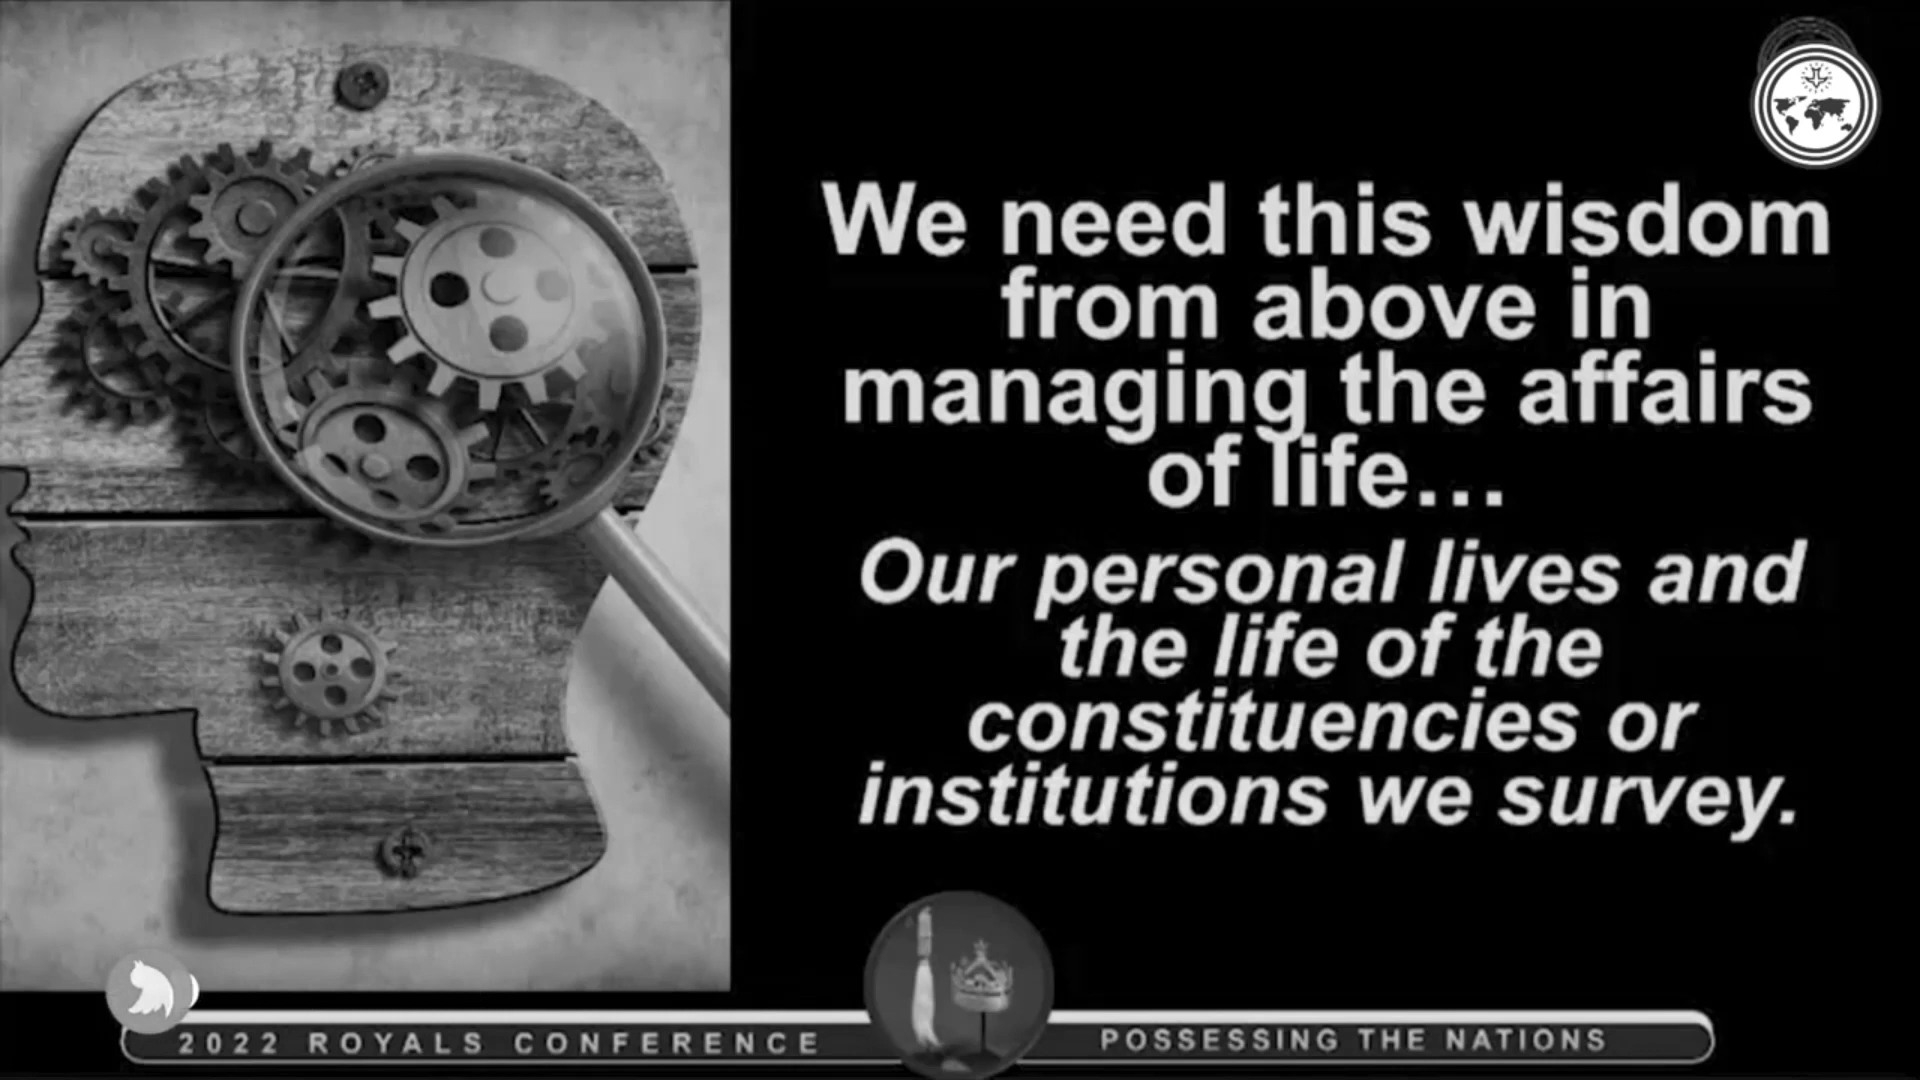 We need this wisdom
from above in
managing the affairs
of life...
Our personal lives and
the life of the
constituencies or
institutions we survey.
2022 ROYALS CONFERENCE
POSSESSING THE NATIONS